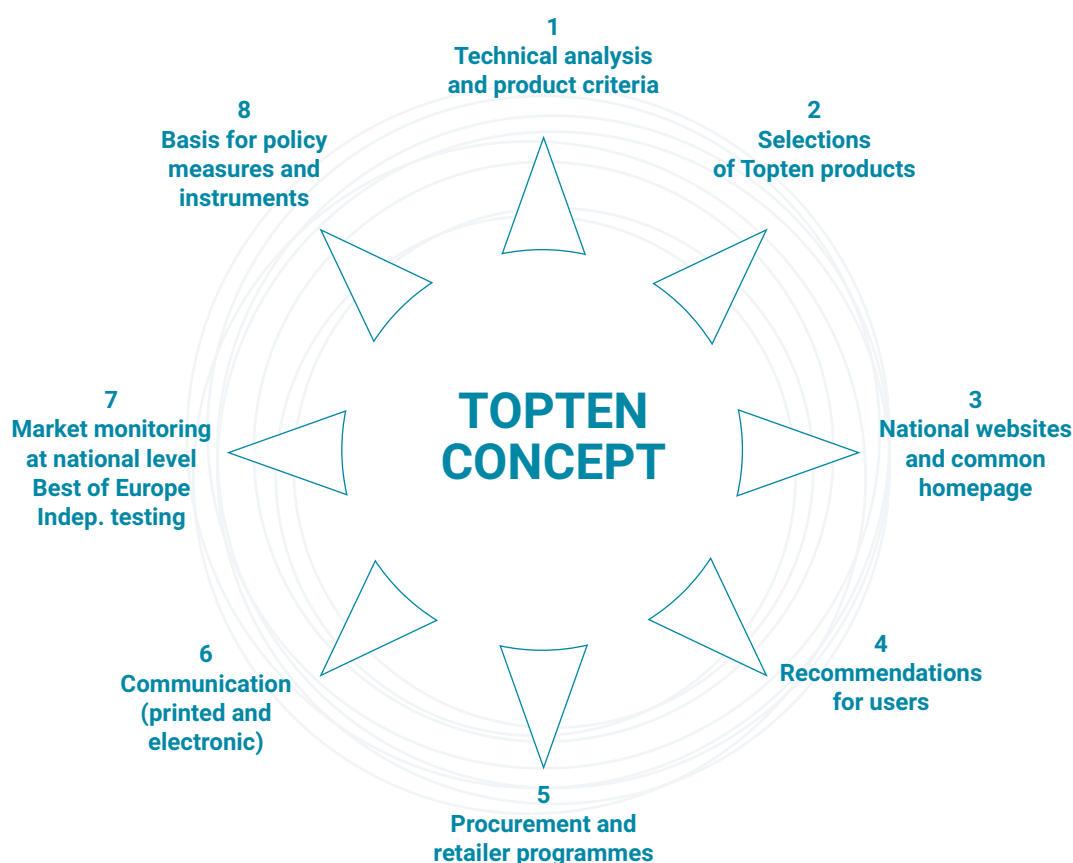 1
Technical analysis
and product criteria
2
Selections
of Topten products
3
National websites
and common
homepage
4
Recommendations
for users
5
Procurement and
retailer programmes
6
Communication
(printed and
electronic)
7
Market monitoring
at national level
Best of Europe
Indep. testing
8
Basis for policy
measures and
instruments
TOPTEN
CONCEPT